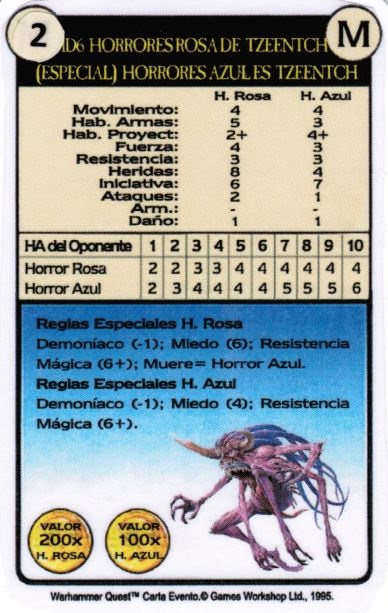 2
M
1D6 HORRORES ROSA DE TZEENTCH
(ESPECIAL) HORRORES AZULES TZEENTCH
H. Rosa H. Azul
Movimiento: 4 4
Hab. Armas: 5 3
Hab. Proyect: 2+ 4+
Fuerza: 4 3
Resistencia: 3 3
Heridas: 8 4
Iniciativa: 6 7
Ataques: 2 1
Arm.: - -
Daño: 1 1
HA del Oponente 1 2 3 4 5 6 7 8 9 10
Horror Rosa 2 2 3 3 4 4 4 4 4 4
Horror Azul 2 3 4 4 4 4 5 5 5 6
Reglas Especiales H. Rosa
Demoníaco (-1); Miedo (6); Resistencia
Mágica (6+); Muere= Horror Azul.
Reglas Especiales H. Azul
Demoníaco (-1); Miedo (4); Resistencia
Mágica (6+).
VALOR
200x
H. ROSA
VALOR
100x
H. AZUL
Warhammer Quest™ Carta Evento.© Games Workshop Ltd., 1995.